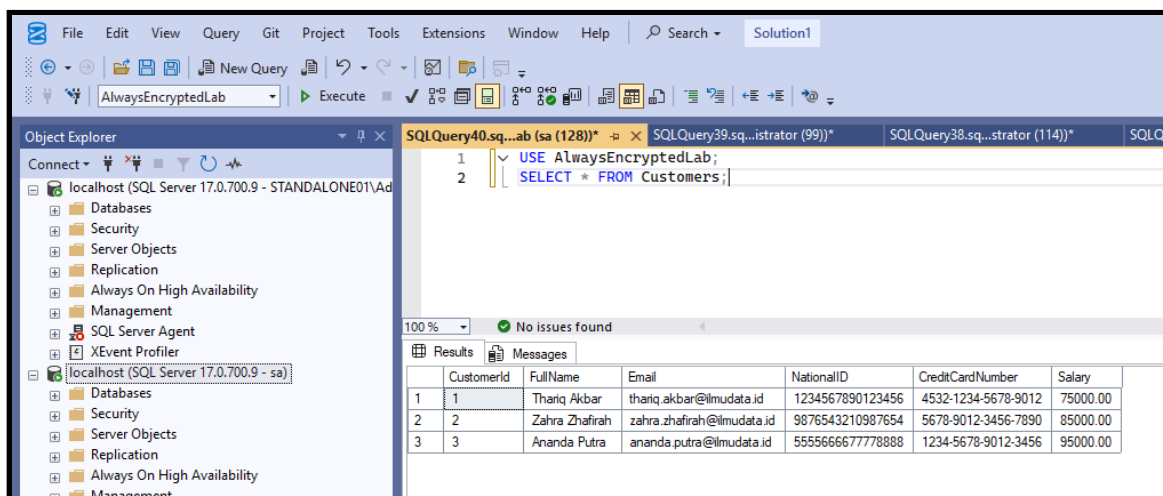 File Edit View Query Git Project Tools Extensions Window Help Search Solution1
New Query
AlwaysEncryptedLab Execute
Object Explorer
Connect
localhost (SQL Server 17.0.700.9 - STANDALONE01\Ad
Databases
Security
Server Objects
Replication
Always On High Availability
Management
SQL Server Agent
XEvent Profiler
localhost (SQL Server 17.0.700.9 - sa)
Databases
Security
Server Objects
Replication
Always On High Availability
Management
SQLQuery40.sq...ab (sa (128))* SQLQuery39.sq...istrator (99))* SQLQuery38.sq...strator (114))* SQLQ
1 USE AlwaysEncryptedLab;
2 SELECT * FROM Customers;
100 % No issues found
Results Messages
CustomerId FullName Email NationalID CreditCardNumber Salary
1 1 Thariq Akbar thariq.akbar@ilmudata.id 1234567890123456 4532-1234-5678-9012 75000.00
2 2 Zahra Zhafirah zahra.zhafirah@ilmudata.id 9876543210987654 5678-9012-3456-7890 85000.00
3 3 Ananda Putra ananda.putra@ilmudata.id 5555666677778888 1234-5678-9012-3456 95000.00